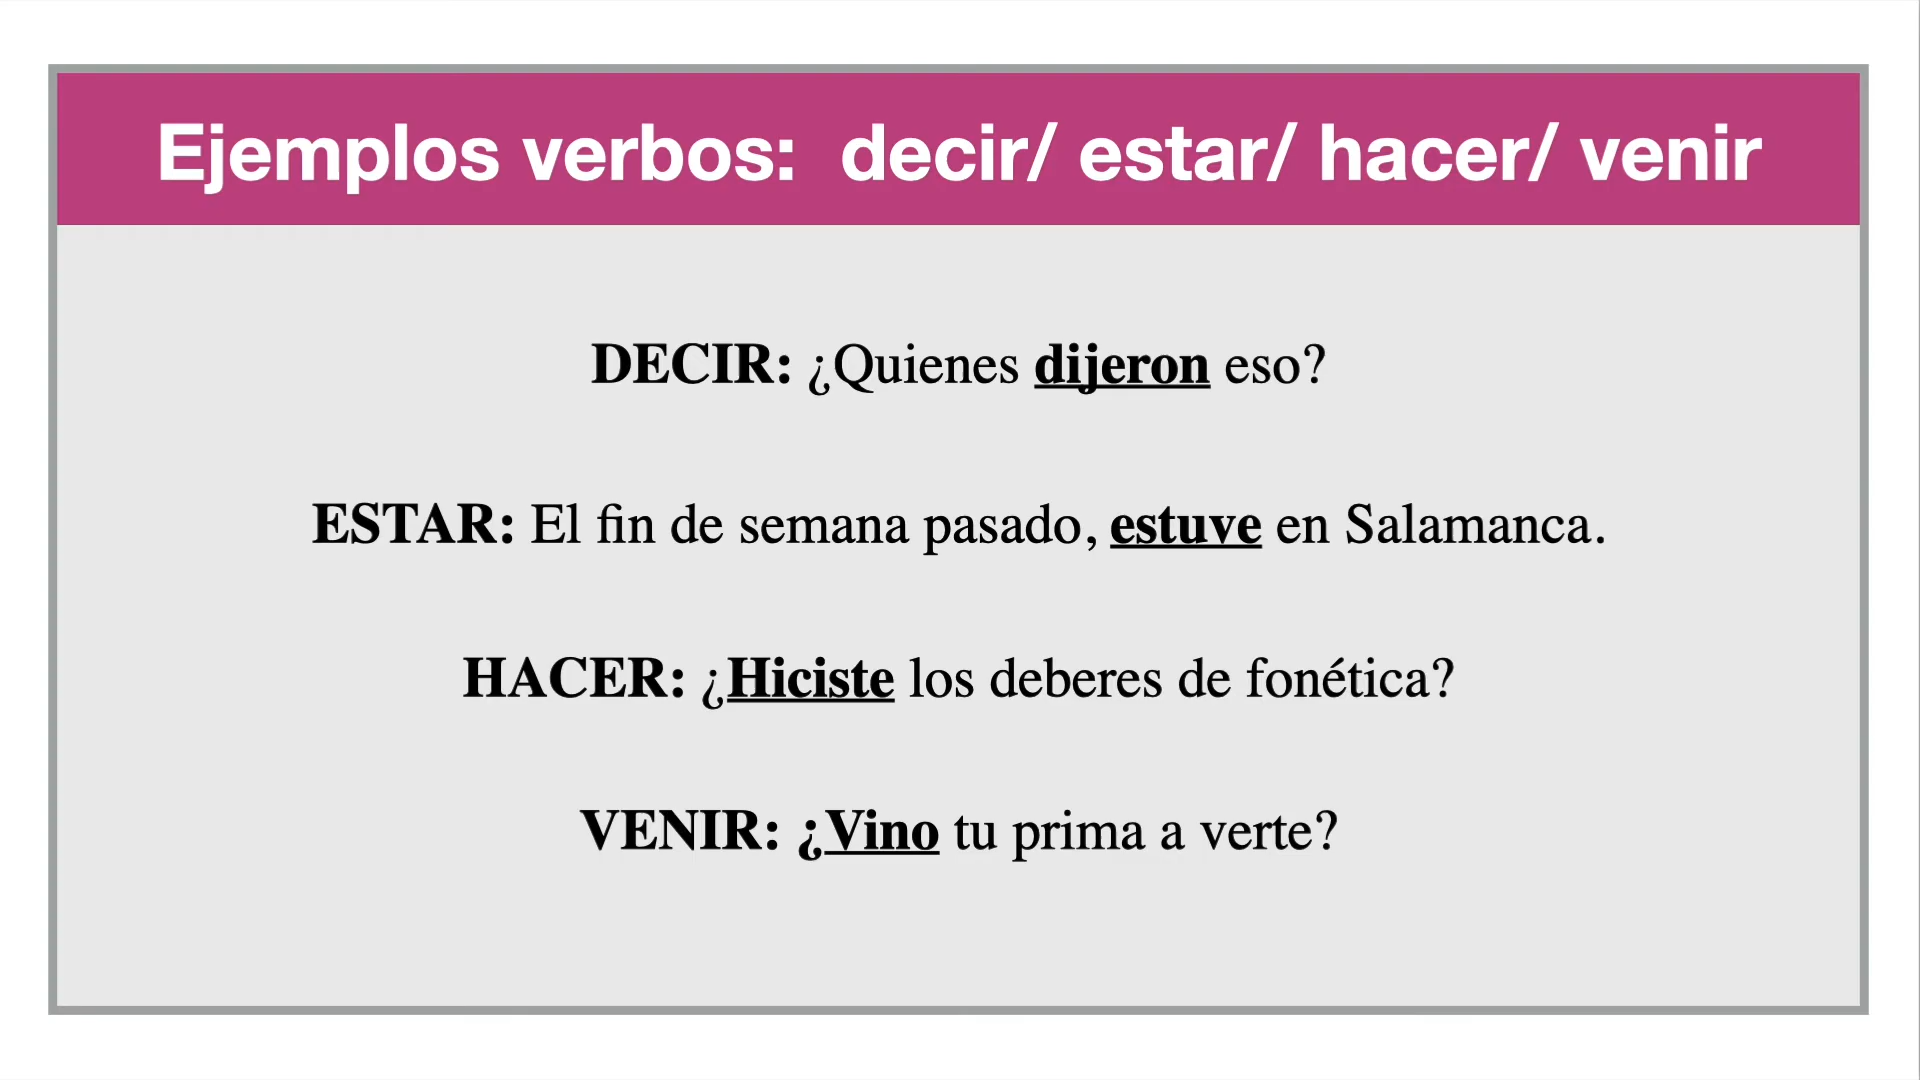 Ejemplos verbos:  decir/ estar/ hacer/ venir
DECIR: ¿Quienes dijeron eso?
ESTAR: El fin de semana pasado, estuve en Salamanca.
HACER: ¿Hiciste los deberes de fonética?
VENIR: ¿Vino tu prima a verte?